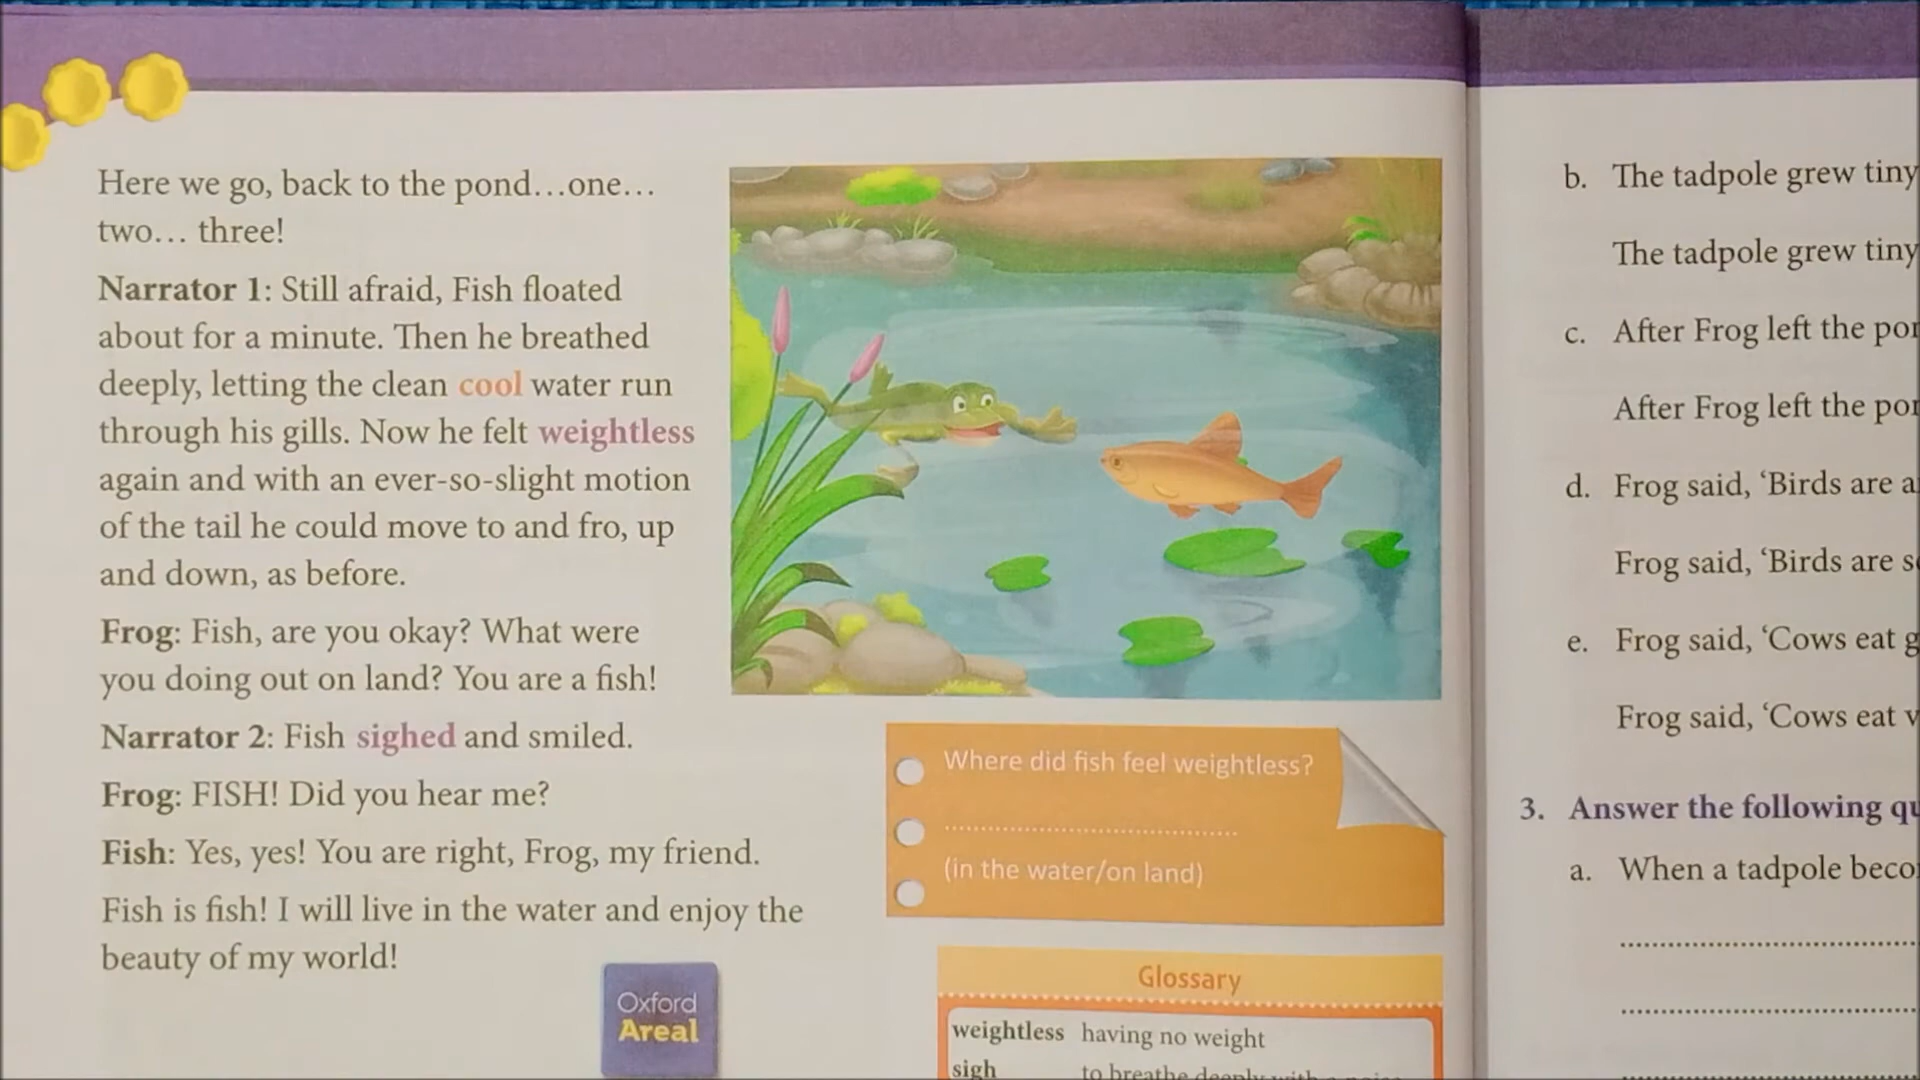 Here we go, back to the pond…one…
two… three!
Narrator 1: Still afraid, Fish floated
about for a minute. Then he breathed
deeply, letting the clean cool water run
through his gills. Now he felt weightless
again and with an ever-so-slight motion
of the tail he could move to and fro, up
and down, as before.
Frog: Fish, are you okay? What were
you doing out on land? You are a fish!
Narrator 2: Fish sighed and smiled.
Frog: FISH! Did you hear me?
Fish: Yes, yes! You are right, Frog, my friend.
Fish is fish! I will live in the water and enjoy the
beauty of my world!
Oxford
Areal
Where did fish feel weightless?
(in the water/on land)
Glossary
weightless having no weight
sigh to breathe deeply with a
b. The tadpole grew tiny
The tadpole grew tiny
c. After Frog left the
After Frog left the
d. Frog said, ‘Birds are
Frog said, ‘Birds are
e. Frog said, ‘Cows eat
Frog said, ‘Cows eat
3. Answer the following
a. When a tadpole